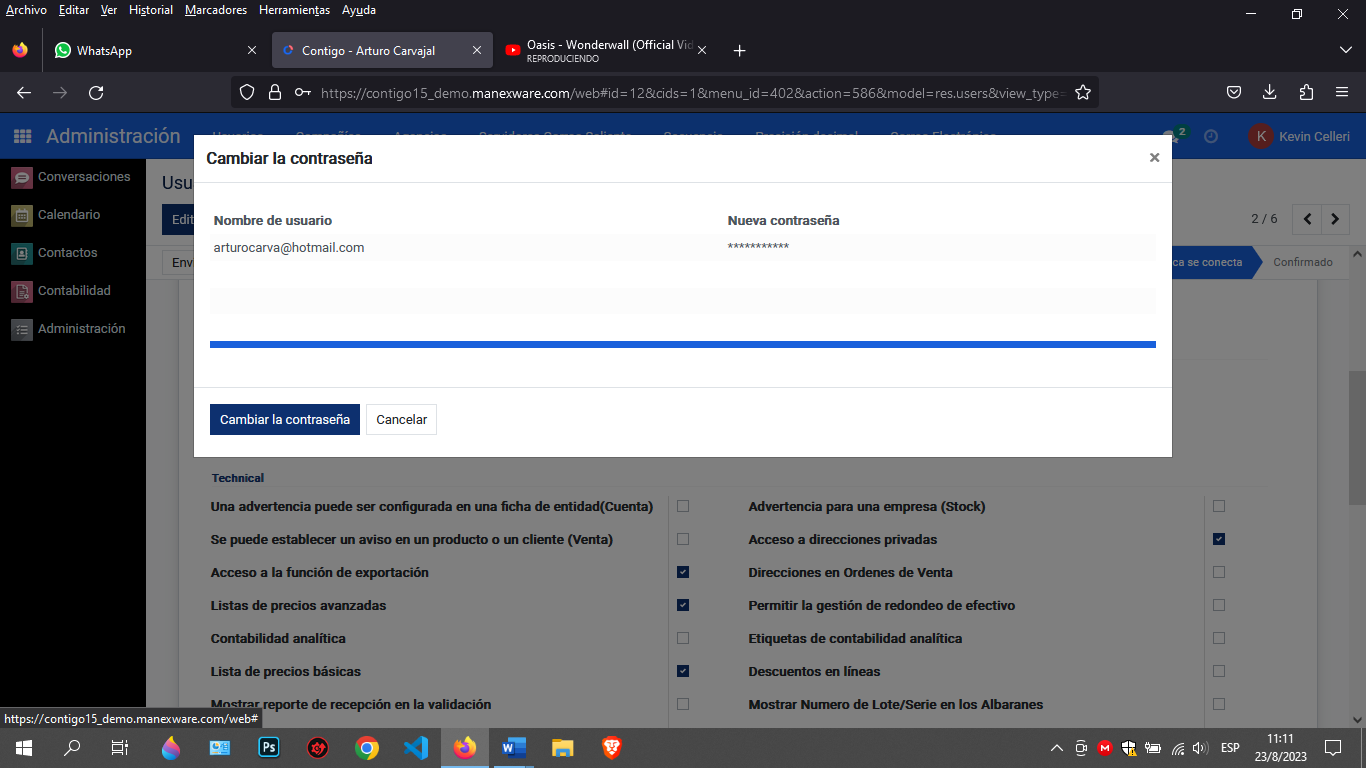 Archivo Editar Ver Historial Marcadores Herramientas Ayuda
WhatsApp
Contigo - Arturo Carvajal
Oasis - Wonderwall (Official Vid
REPRODUCIENDO
https://contigo15_demo.manexware.com/web#id=12&cids=1&menu_id=402&action=586&model=res.users&view_type=
Administración
2
K
Kevin Celleri
Conversaciones
Calendario
Contactos
Contabilidad
Administración
Usu
Edit
2 / 6
Env
ca se conecta
Confirmado
Cambiar la contraseña
×
Nombre de usuario
Nueva contraseña
arturocarva@hotmail.com
***********
Cambiar la contraseña
Cancelar
Technical
Una advertencia puede ser configurada en una ficha de entidad(Cuenta)
Advertencia para una empresa (Stock)
Se puede establecer un aviso en un producto o un cliente (Venta)
Acceso a direcciones privadas
Acceso a la función de exportación
Direcciones en Ordenes de Venta
Listas de precios avanzadas
Permitir la gestión de redondeo de efectivo
Contabilidad analítica
Etiquetas de contabilidad analítica
Lista de precios básicas
Descuentos en líneas
Mostrar reporte de recepción en la validación
Mostrar Numero de Lote/Serie en los Albaranes
https://contigo15_demo.manexware.com/web#
Ps
W
M
ESP
11:11
23/8/2023